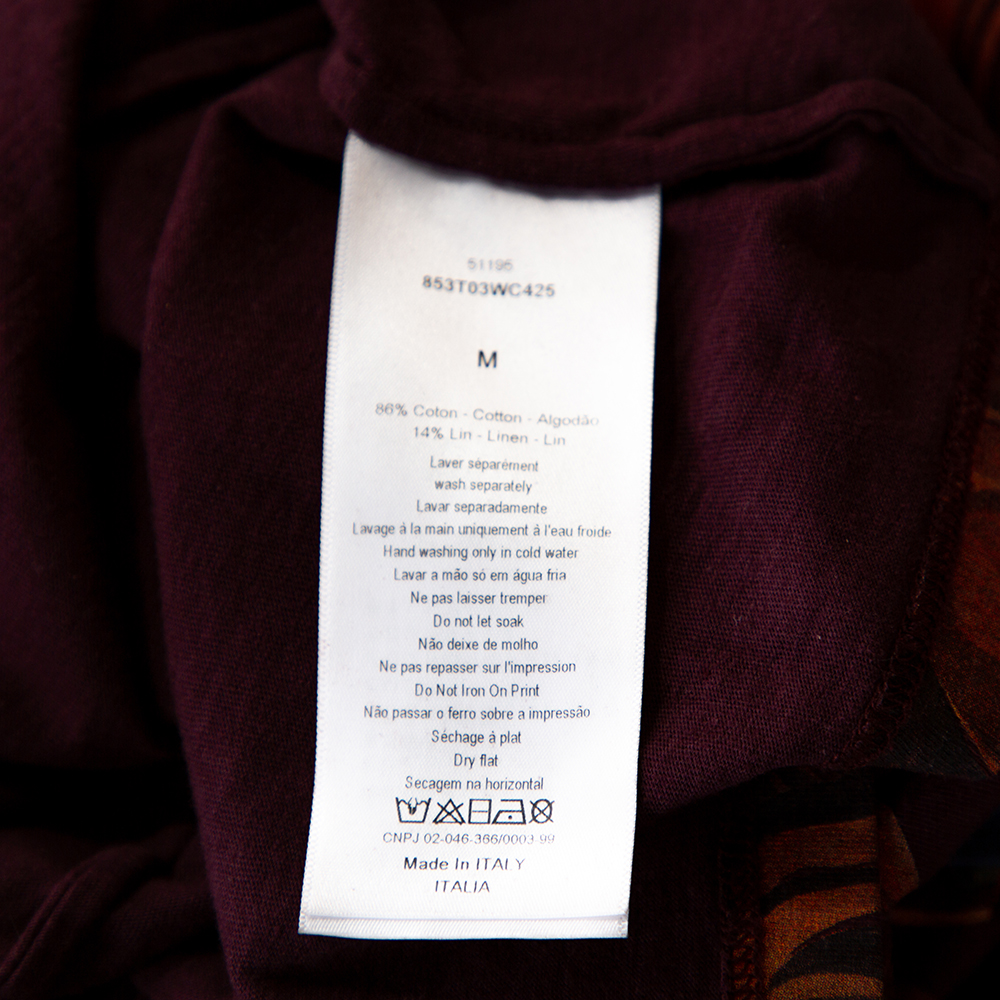 51195
853T03WC425
M
86% Coton - Cotton - Algodão
14% Lin - Linen - Lin
Laver séparément
wash separately
Lavar separadamente
Lavage á la main uniquement à l'eau froide
Hand washing only in cold water
Lavar a mão só em água fria
Ne pas laisser tremper
Do not let soak
Não deixe de molho
Ne pas repasser sur l'impression
Do Not Iron On Print
Não passar o ferro sobre a impressão
Séchage à plat
Dry flat
Secagem na horizontal
CNPJ 02-046-366/0003-99
Made In ITALY
ITALIA